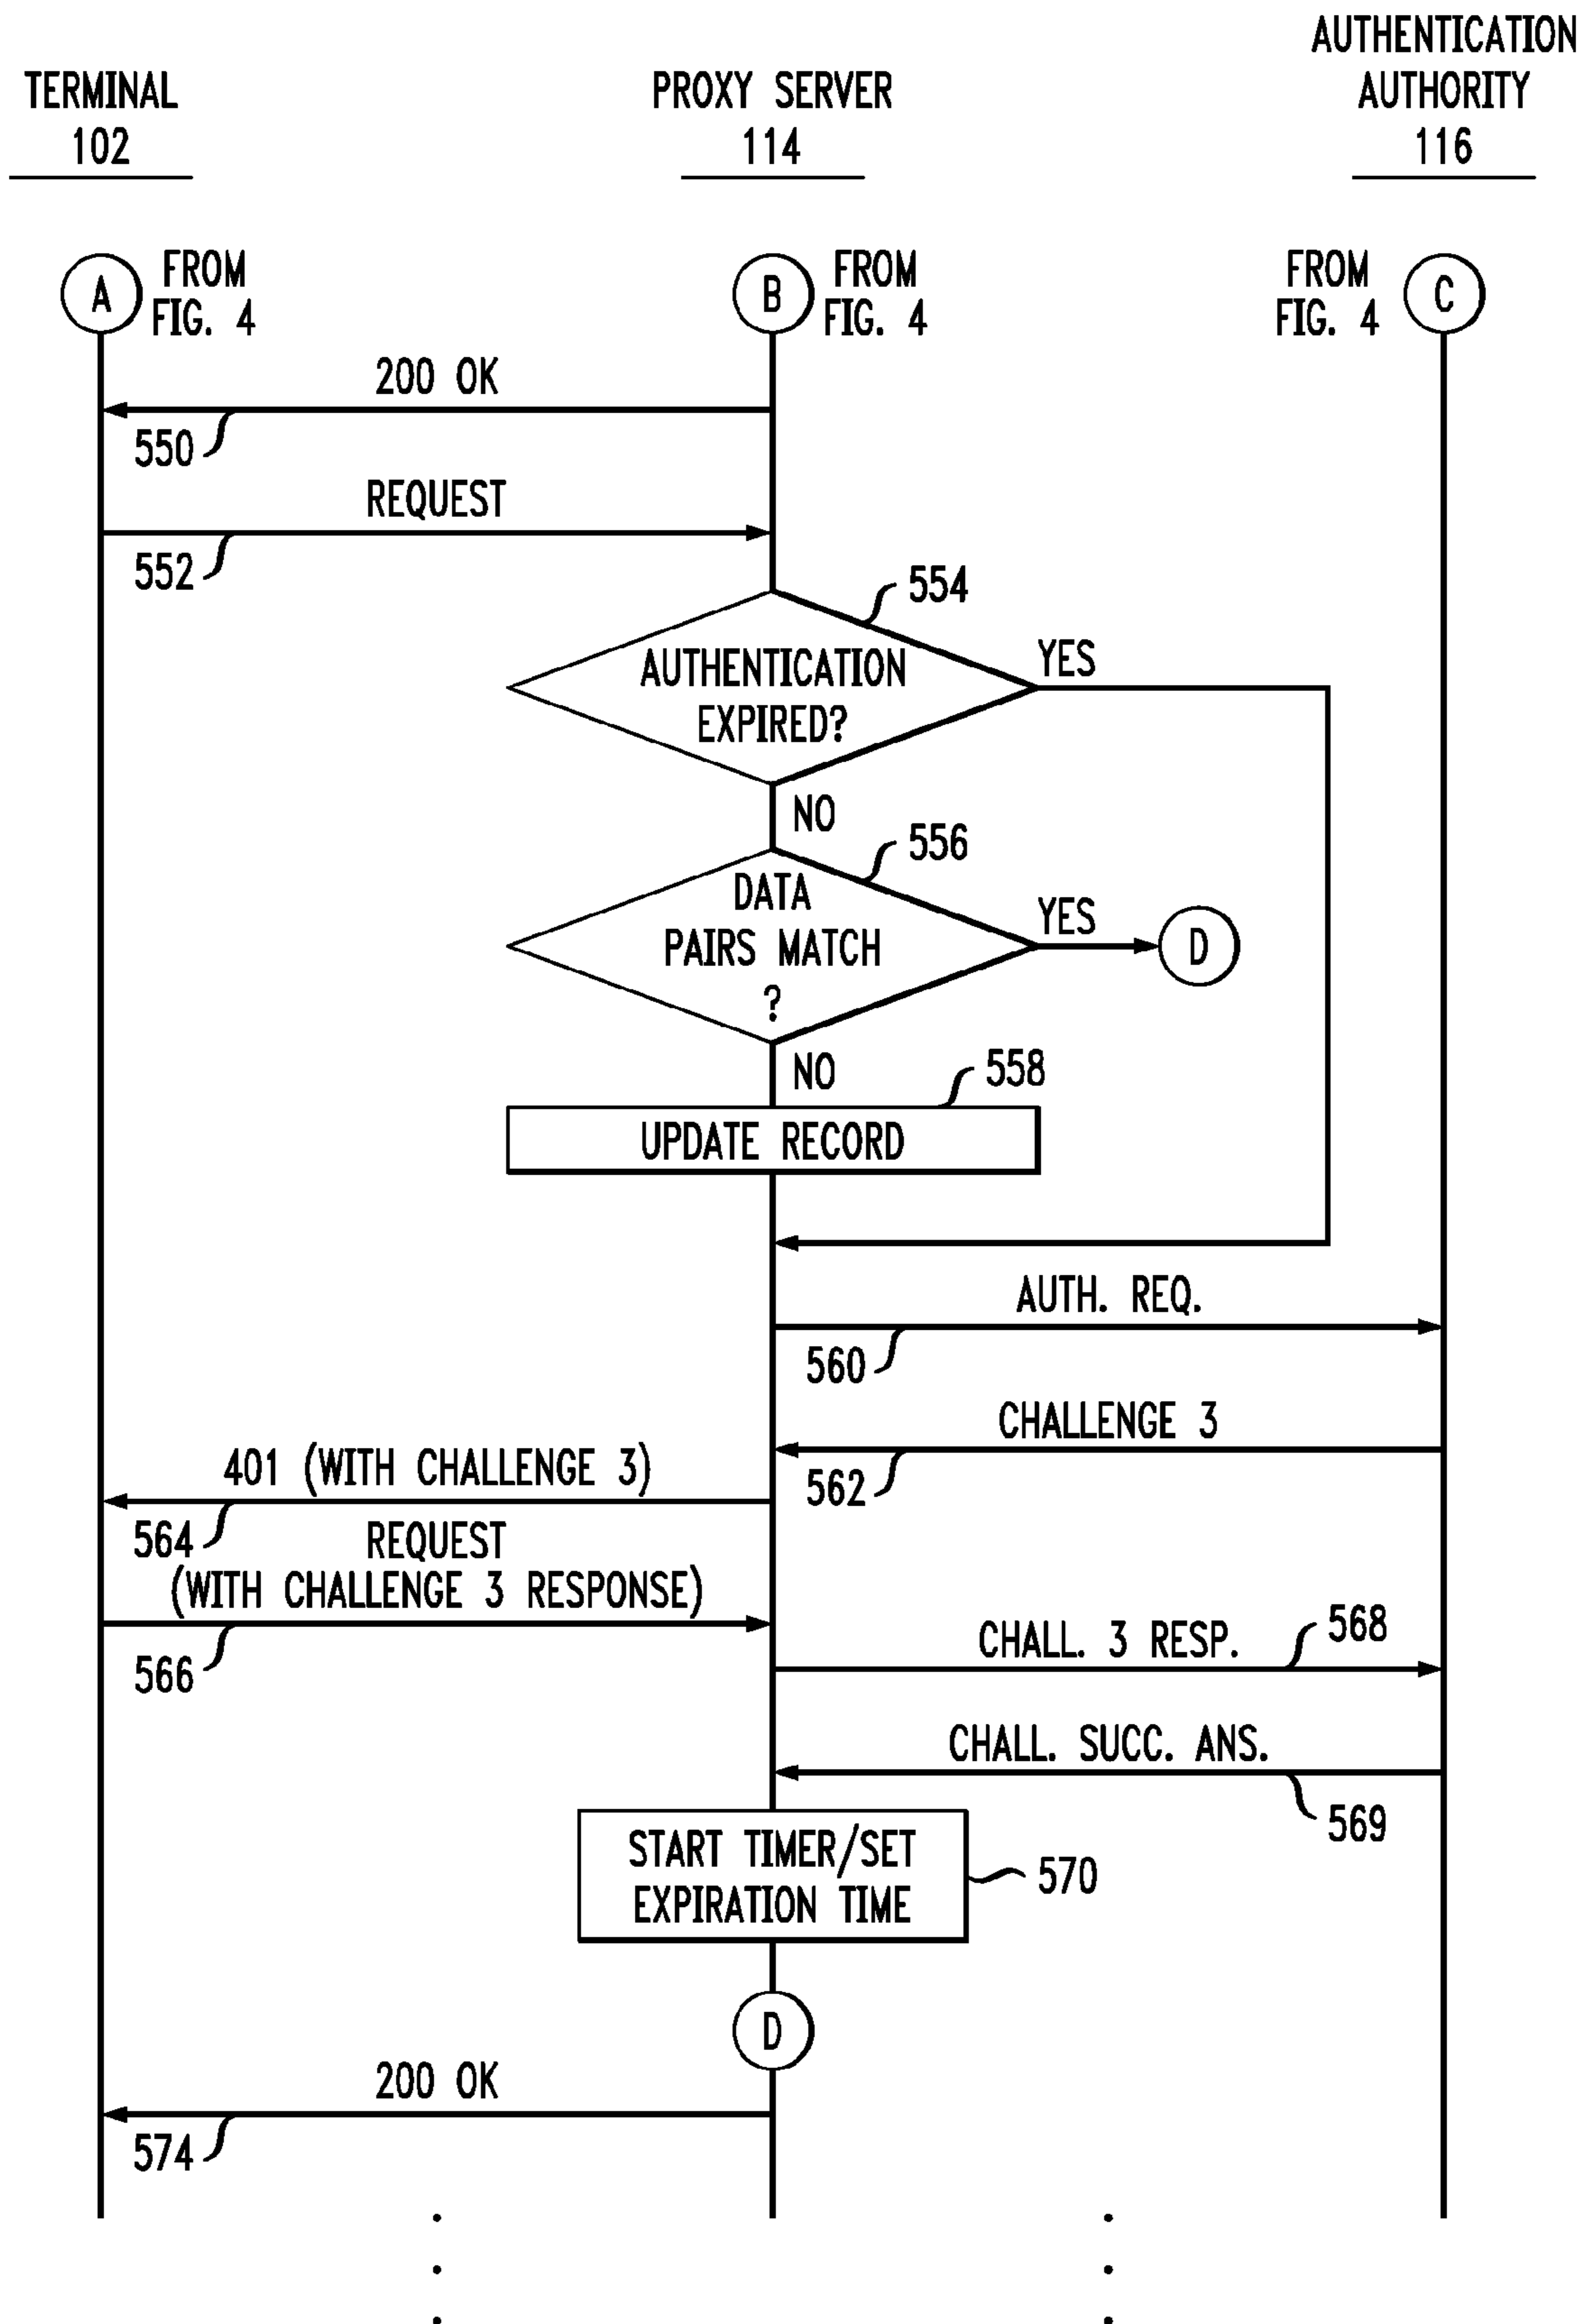 AUTHENTICATION
TERMINAL
PROXY SERVER
AUTHORITY
102
114
116
A
FROM
FIG. 4
B
FROM
FIG. 4
FROM
FIG. 4
C
200 OK
550
REQUEST
552
554
AUTHENTICATION
EXPIRED?
YES
NO
556
DATA
PAIRS MATCH
?
YES
D
NO
558
UPDATE RECORD
AUTH. REQ.
560
CHALLENGE 3
562
401 (WITH CHALLENGE 3)
564
REQUEST
(WITH CHALLENGE 3 RESPONSE)
566
CHALL. 3 RESP.
568
CHALL. SUCC. ANS.
569
START TIMER/SET
EXPIRATION TIME
570
D
200 OK
574